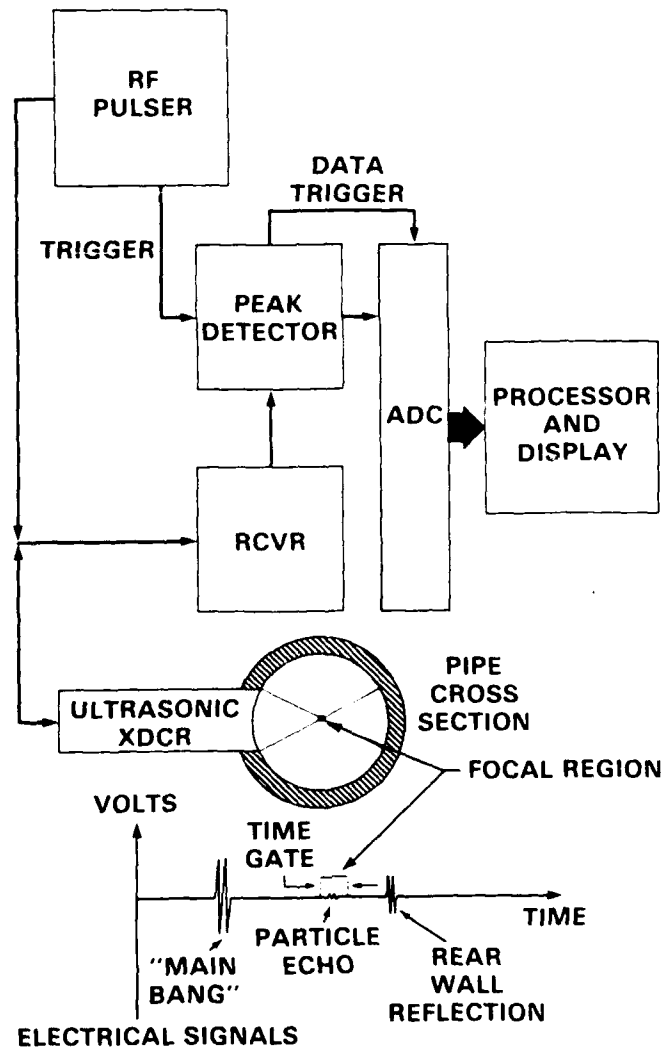 RF
PULSER
DATA
TRIGGER
TRIGGER
PEAK
DETECTOR
ADC
PROCESSOR
AND
DISPLAY
RCVR
PIPE
CROSS
SECTION
ULTRASONIC
XDCR
FOCAL REGION
VOLTS
TIME
GATE
TIME
"MAIN
BANG"
PARTICLE
ECHO
REAR
WALL
REFLECTION
ELECTRICAL SIGNALS